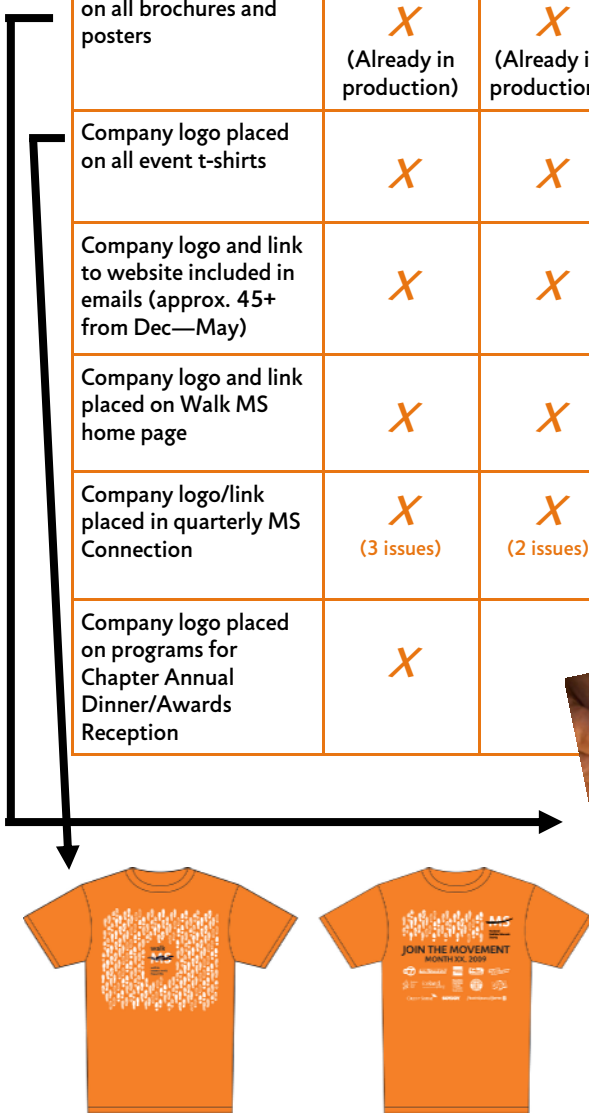 on all brochures and
posters
X
(Already in
production)
X
(Already i
production
Company logo placed
on all event t-shirts
X
X
Company logo and link
to website included in
emails (approx. 45+
from Dec—May)
X
X
Company logo and link
placed on Walk MS
home page
X
X
Company logo/link
placed in quarterly MS
Connection
X
(3 issues)
X
(2 issues)
Company logo placed
on programs for
Chapter Annual
Dinner/Awards
Reception
X
walk
MS
MS
JOIN THE MOVEMENT
MONTH XX, 2009